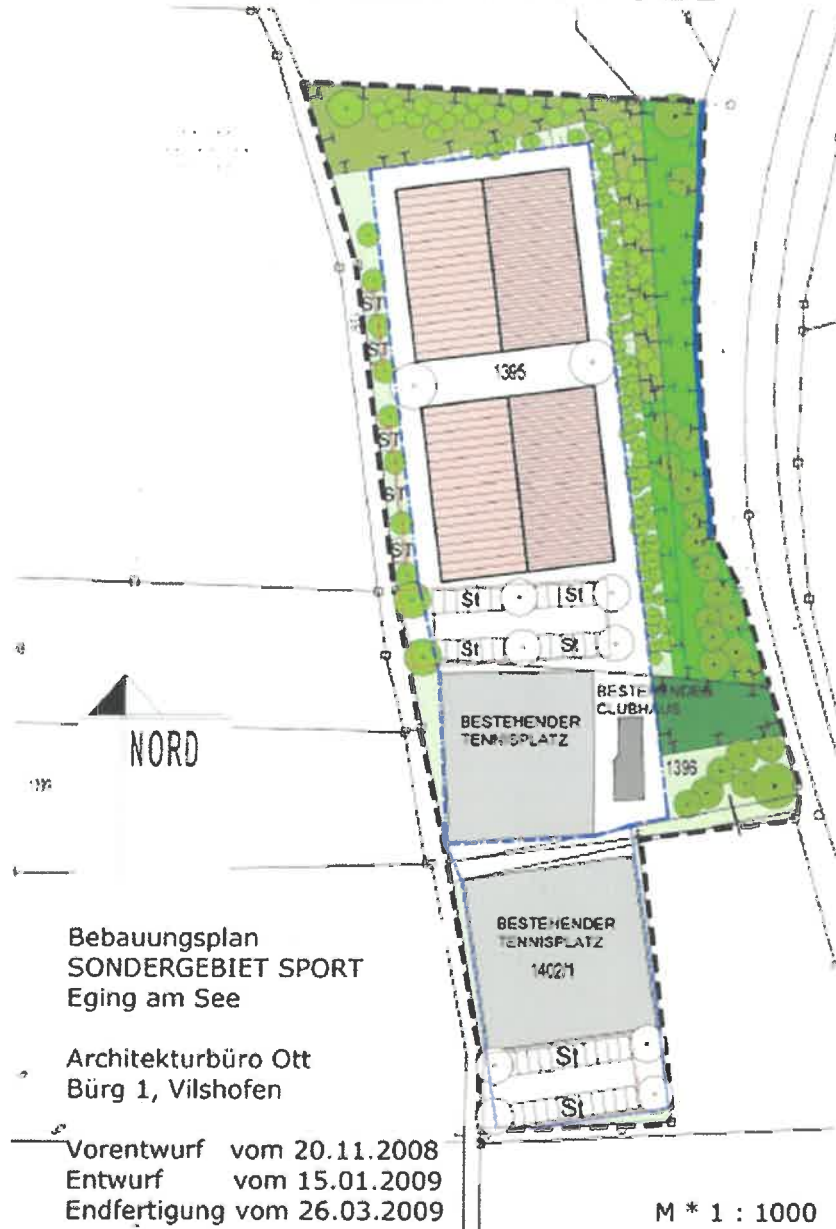 ST
ST
1395
ST
ST
ST
St
St
St
St
BESTEHENDER
TENNISPLATZ
BESTEHENDER
CLUBHAUS
1396
NORD
BESTEHENDER
TENNISPLATZ
1402/1
St
St
Bebauungsplan
SONDERGEBIET SPORT
Eging am See
Architekturbüro Ott
Bürg 1, Vilshofen
Vorentwurf vom 20.11.2008
Entwurf vom 15.01.2009
Endfertigung vom 26.03.2009
M * 1 : 1000